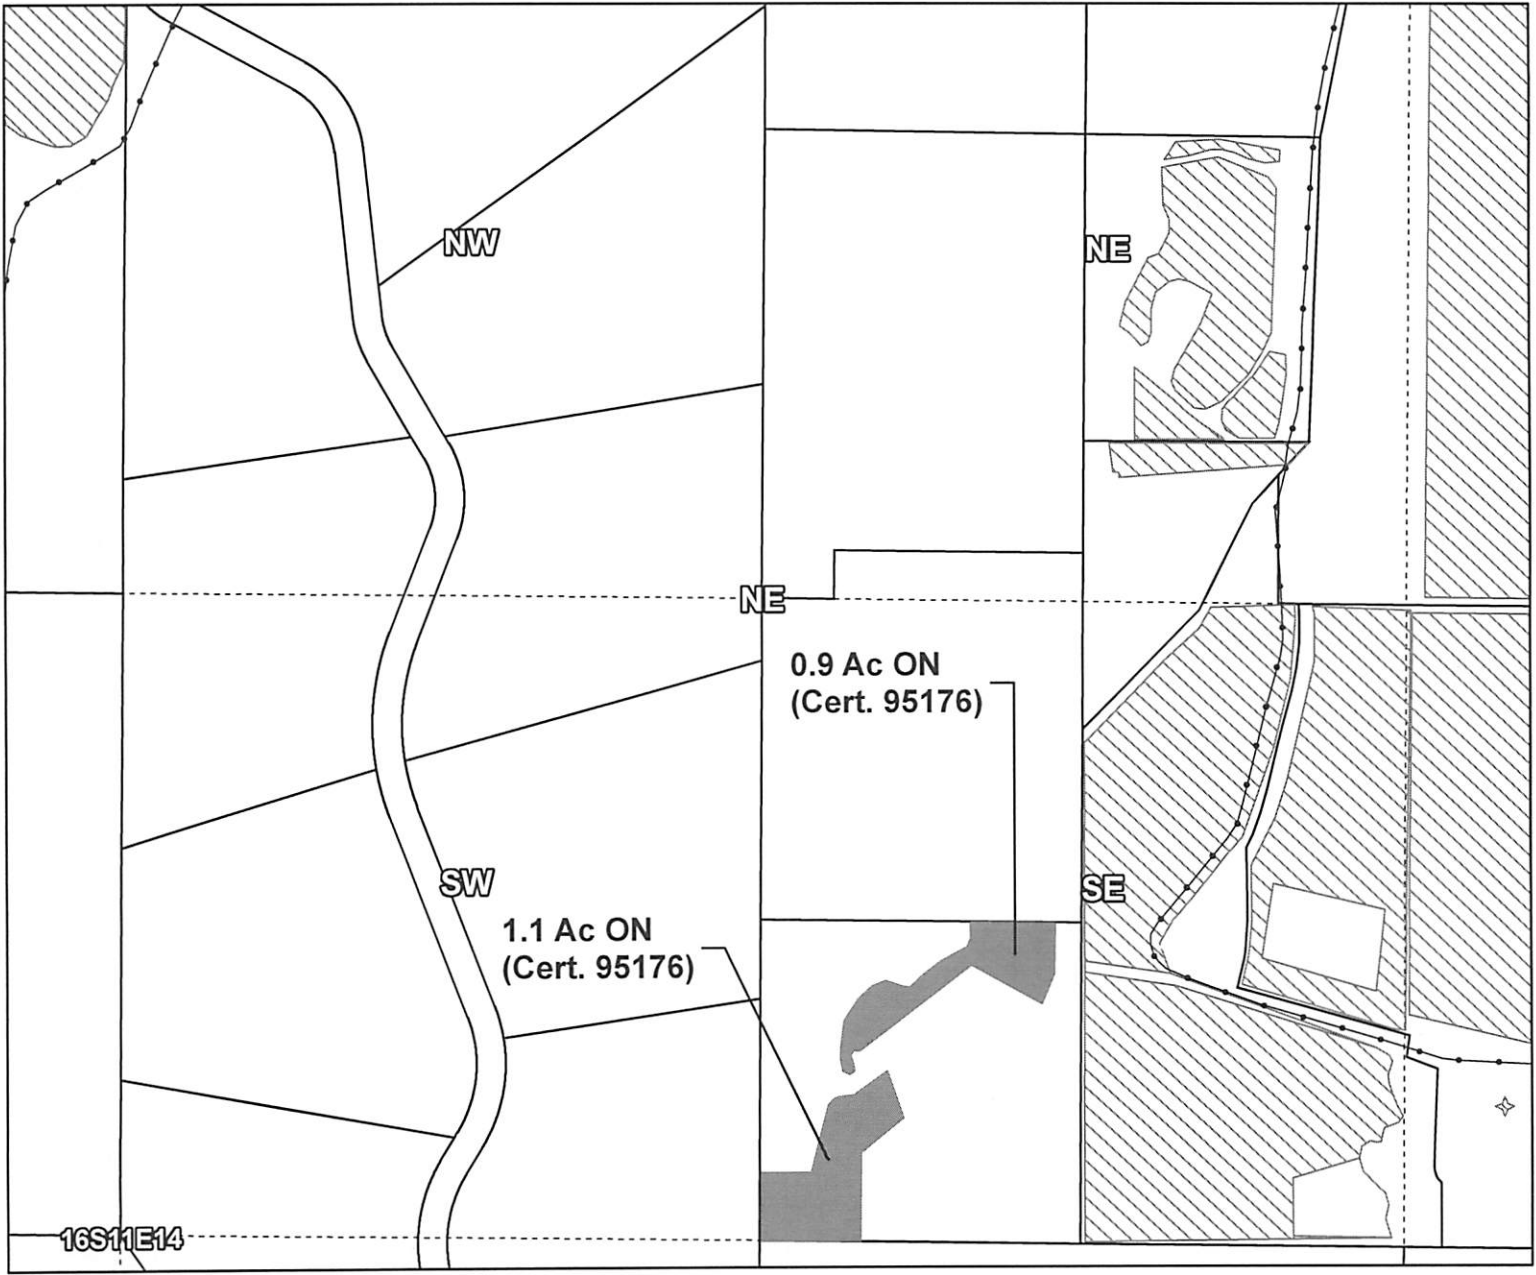 NW
NE
NE
0.9 Ac ON
(Cert. 95176)
SW
SE
1.1 Ac ON
(Cert. 95176)
16S11E14